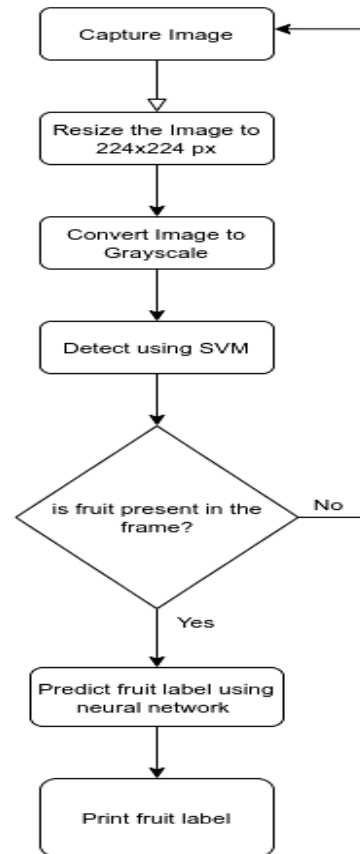 Capture Image
Resize the Image to
224x224 px
Convert Image to
Grayscale
Detect using SVM
is fruit present in the
frame?
No
Yes
Predict fruit label using
neural network
Print fruit label